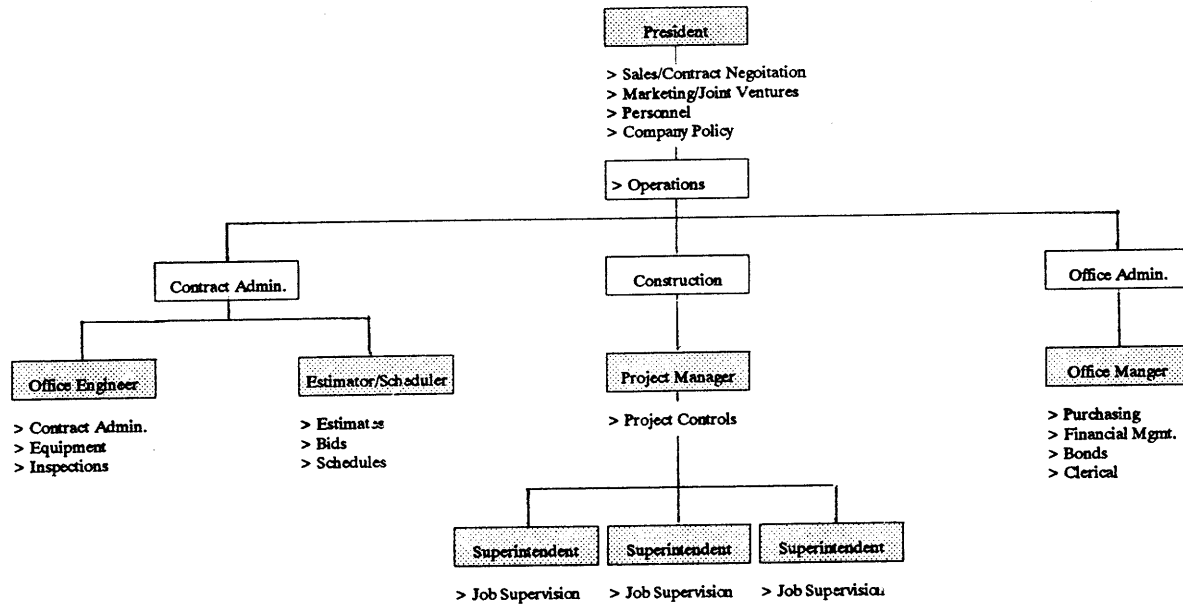 President
> Sales/Contract Negoitation
> Marketing/Joint Ventures
> Personnel
> Company Policy
> Operations
Contract Admin.
Construction
Office Admin.
Office Engineer
> Contract Admin.
> Equipment
> Inspections
Estimator/Scheduler
> Estimates
> Bids
> Schedules
Project Manager
> Project Controls
Office Manger
> Purchasing
> Financial Mgmt.
> Bonds
> Clerical
Superintendent
> Job Supervision
Superintendent
> Job Supervision
Superintendent
> Job Supervision